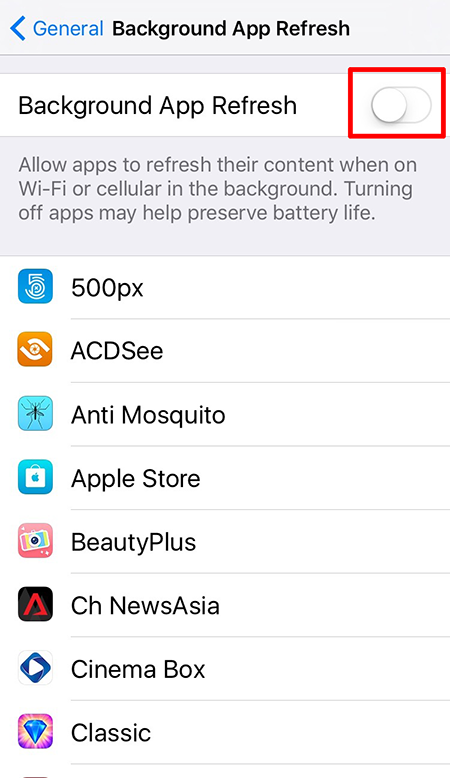 General Background App Refresh
Background App Refresh
Allow apps to refresh their content when on
Wi-Fi or cellular in the background. Turning
off apps may help preserve battery life.
500px
ACDSee
Anti Mosquito
Apple Store
BeautyPlus
Ch NewsAsia
Cinema Box
Classic